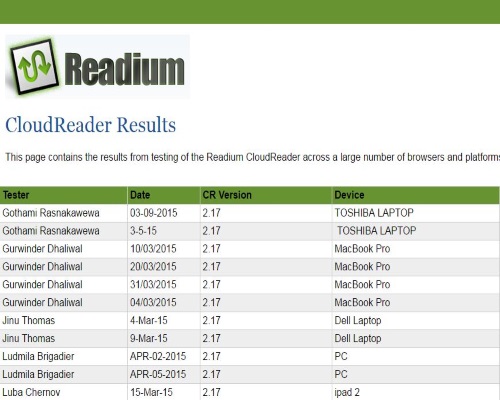 Readium
CloudReader Results
This page contains the results from testing of the Readium CloudReader across a large number of browsers and platforms
Tester Date CR Version Device
Gothami Rasnakawewa 03-09-2015 2.17 TOSHIBA LAPTOP
Gothami Rasnakawewa 3-5-15 2.17 TOSHIBA LAPTOP
Gurwinder Dhaliwal 10/03/2015 2.17 MacBook Pro
Gurwinder Dhaliwal 20/03/2015 2.17 MacBook Pro
Gurwinder Dhaliwal 31/03/2015 2.17 MacBook Pro
Gurwinder Dhaliwal 04/03/2015 2.17 MacBook Pro
Jinu Thomas 4-Mar-15 2.17 Dell Laptop
Jinu Thomas 9-Mar-15 2.17 Dell Laptop
Ludmila Brigadier APR-02-2015 2.17 PC
Ludmila Brigadier APR-05-2015 2.17 PC
Luba Chernov 15-Mar-15 2.17 ipad 2